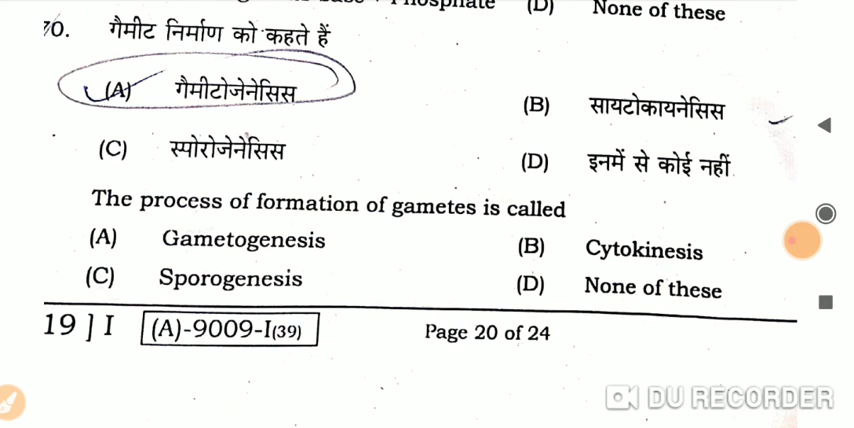 Phosphate (D) None of these
70. गैमीट निर्माण को कहते हैं
(A) गैमीटोजेनेसिस
(B) सायटोकायनेसिस
(C) स्पोरोजेनेसिस
(D) इनमें से कोई नहीं
The process of formation of gametes is called
(A) Gametogenesis (B) Cytokinesis
(C) Sporogenesis (D) None of these
19 ] I (A)-9009-I(39) Page 20 of 24
DU RECORDER